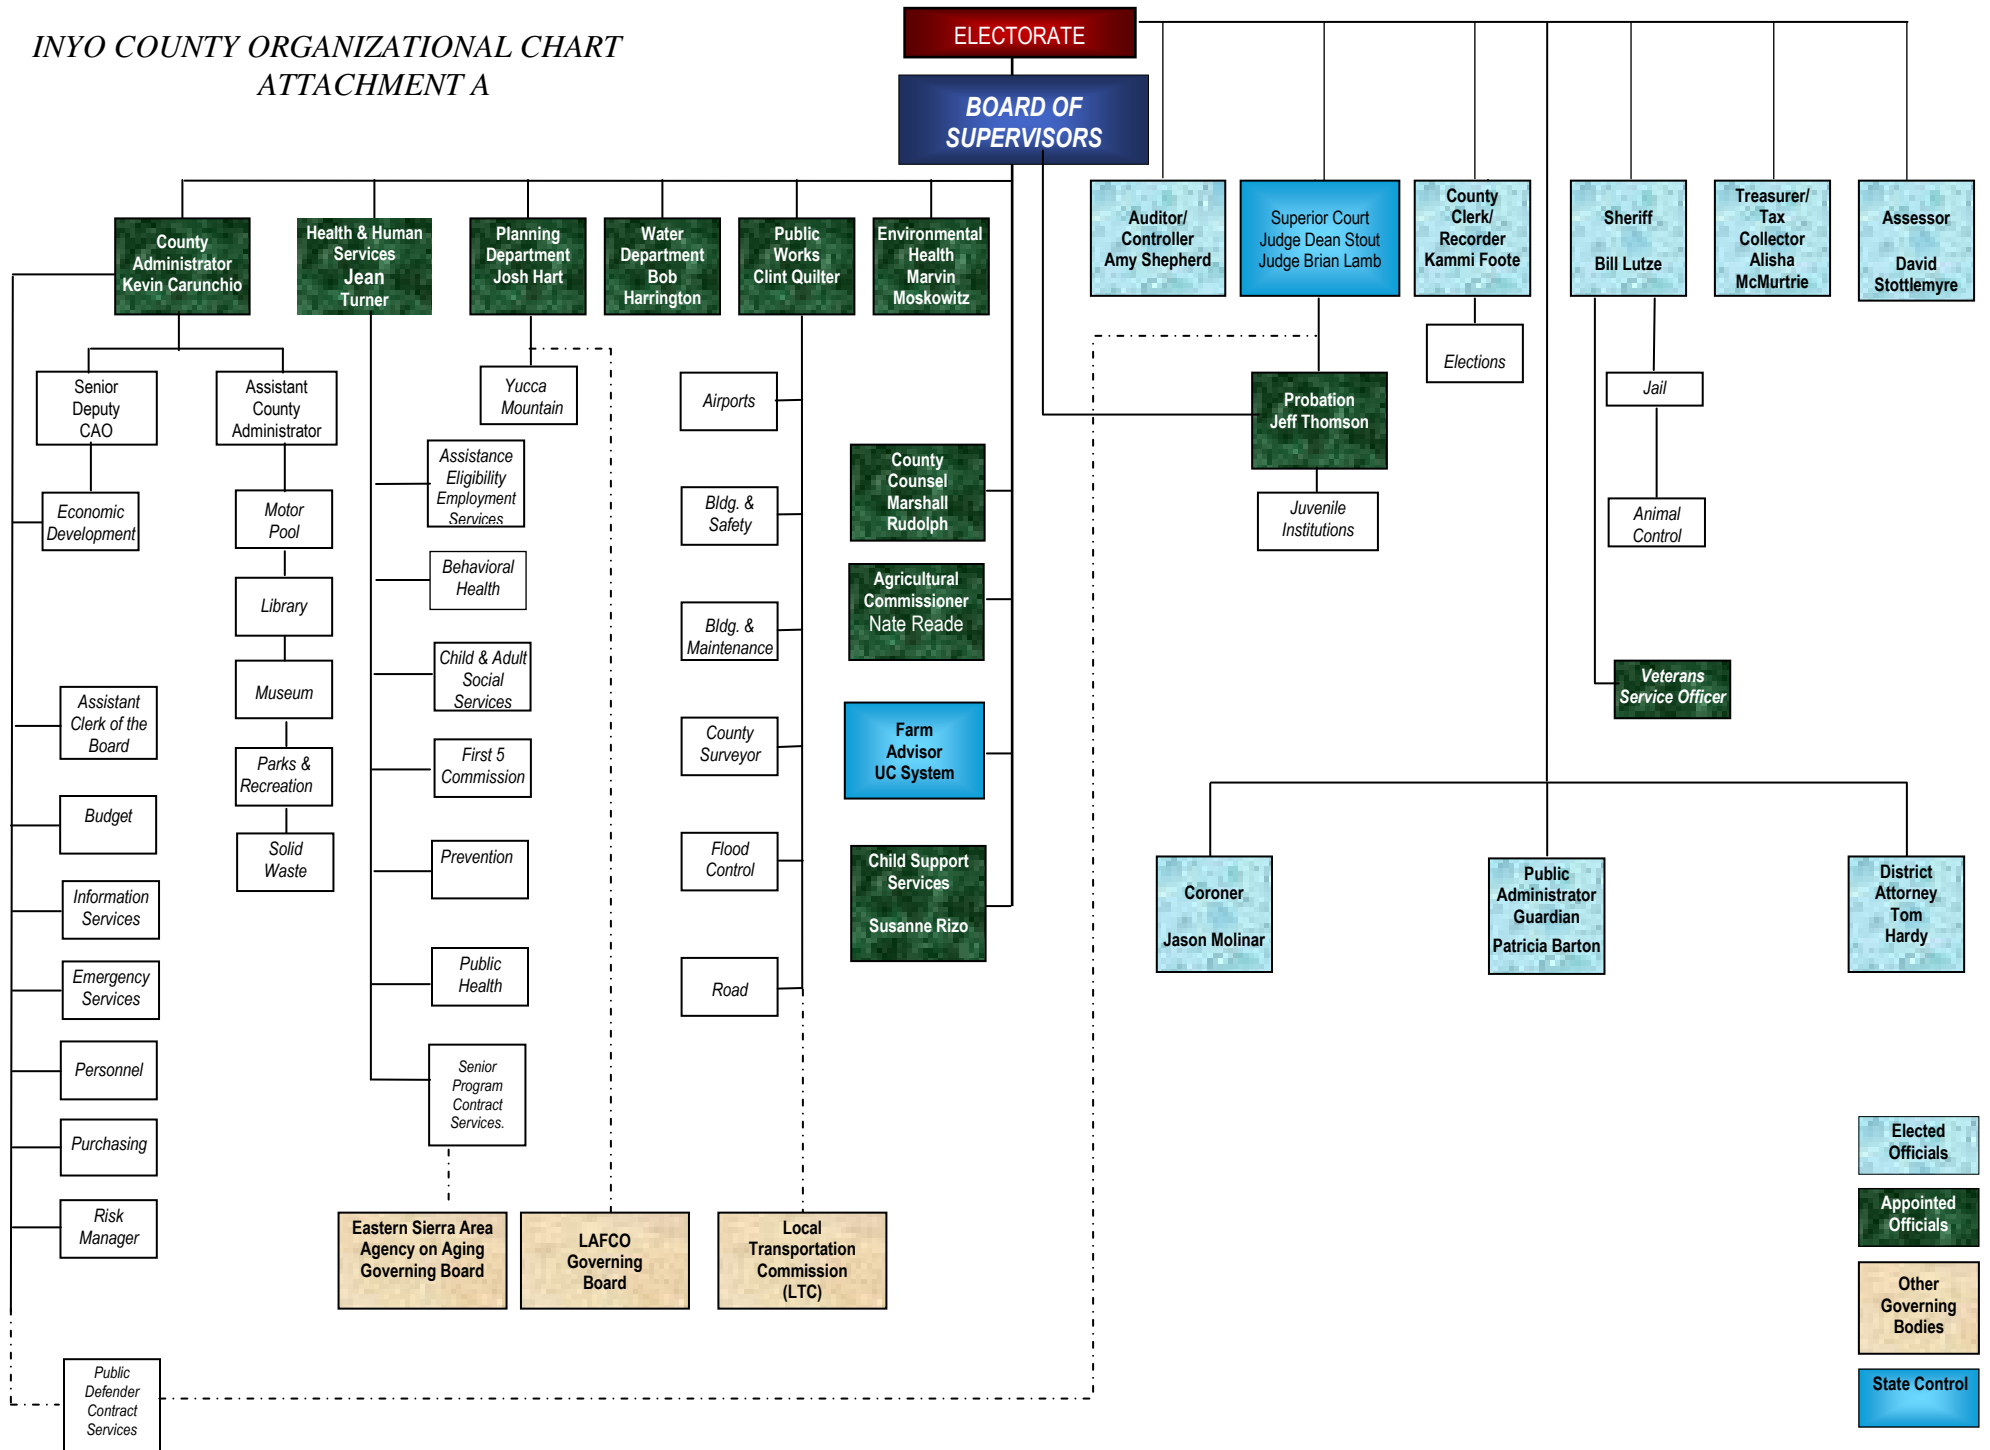 INYO COUNTY ORGANIZATIONAL CHART
ATTACHMENT A
ELECTORATE
BOARD OF
SUPERVISORS
County
Administrator
Kevin Carunchio
Health & Human
Services
Jean
Turner
Planning
Department
Josh Hart
Water
Department
Bob
Harrington
Public
Works
Clint Quilter
Environmental
Health
Marvin
Moskowitz
Auditor/
Controller
Amy Shepherd
Superior Court
Judge Dean Stout
Judge Brian Lamb
County
Clerk/
Recorder
Kammi Foote
Sheriff
Bill Lutze
Treasurer/
Tax
Collector
Alisha
McMurtrie
Assessor
David
Stottlemyre
Senior
Deputy
CAO
Assistant
County
Administrator
Yucca
Mountain
Airports
Probation
Jeff Thomson
Elections
Jail
Economic
Development
Motor
Pool
Assistance
Eligibility
Employment
Services
Bldg. &
Safety
County
Counsel
Marshall
Rudolph
Juvenile
Institutions
Animal
Control
Library
Behavioral
Health
Bldg. &
Maintenance
Agricultural
Commissioner
Nate Reade
Assistant
Clerk of the
Board
Museum
Child & Adult
Social
Services
County
Surveyor
Farm
Advisor
UC System
Veterans
Service Officer
Budget
Parks &
Recreation
First 5
Commission
Solid
Waste
Prevention
Flood
Control
Child Support
Services
Susanne Rizo
Coroner
Jason Molinar
Public
Administrator
Guardian
Patricia Barton
District
Attorney
Tom
Hardy
Information
Services
Emergency
Services
Public
Health
Road
Personnel
Senior
Program
Contract
Services.
Purchasing
Risk
Manager
Eastern Sierra Area
Agency on Aging
Governing Board
LAFCO
Governing
Board
Local
Transportation
Commission
(LTC)
Public
Defender
Contract
Services
Elected
Officials
Appointed
Officials
Other
Governing
Bodies
State Control